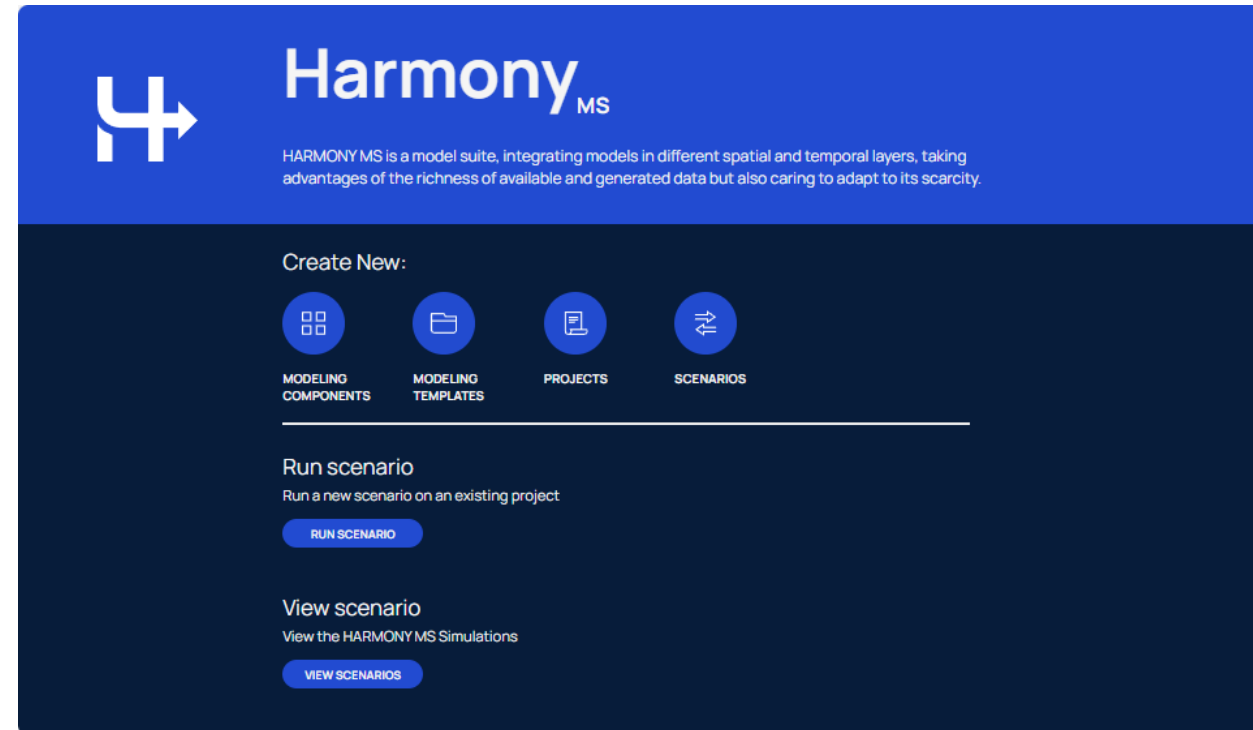 Harmony MS
HARMONY MS is a model suite, integrating models in different spatial and temporal layers, taking
advantages of the richness of available and generated data but also caring to adapt to its scarcity.
Create New:
MODELING
COMPONENTS
MODELING
TEMPLATES
PROJECTS
SCENARIOS
Run scenario
Run a new scenario on an existing project
RUN SCENARIO
View scenario
View the HARMONY MS Simulations
VIEW SCENARIOS